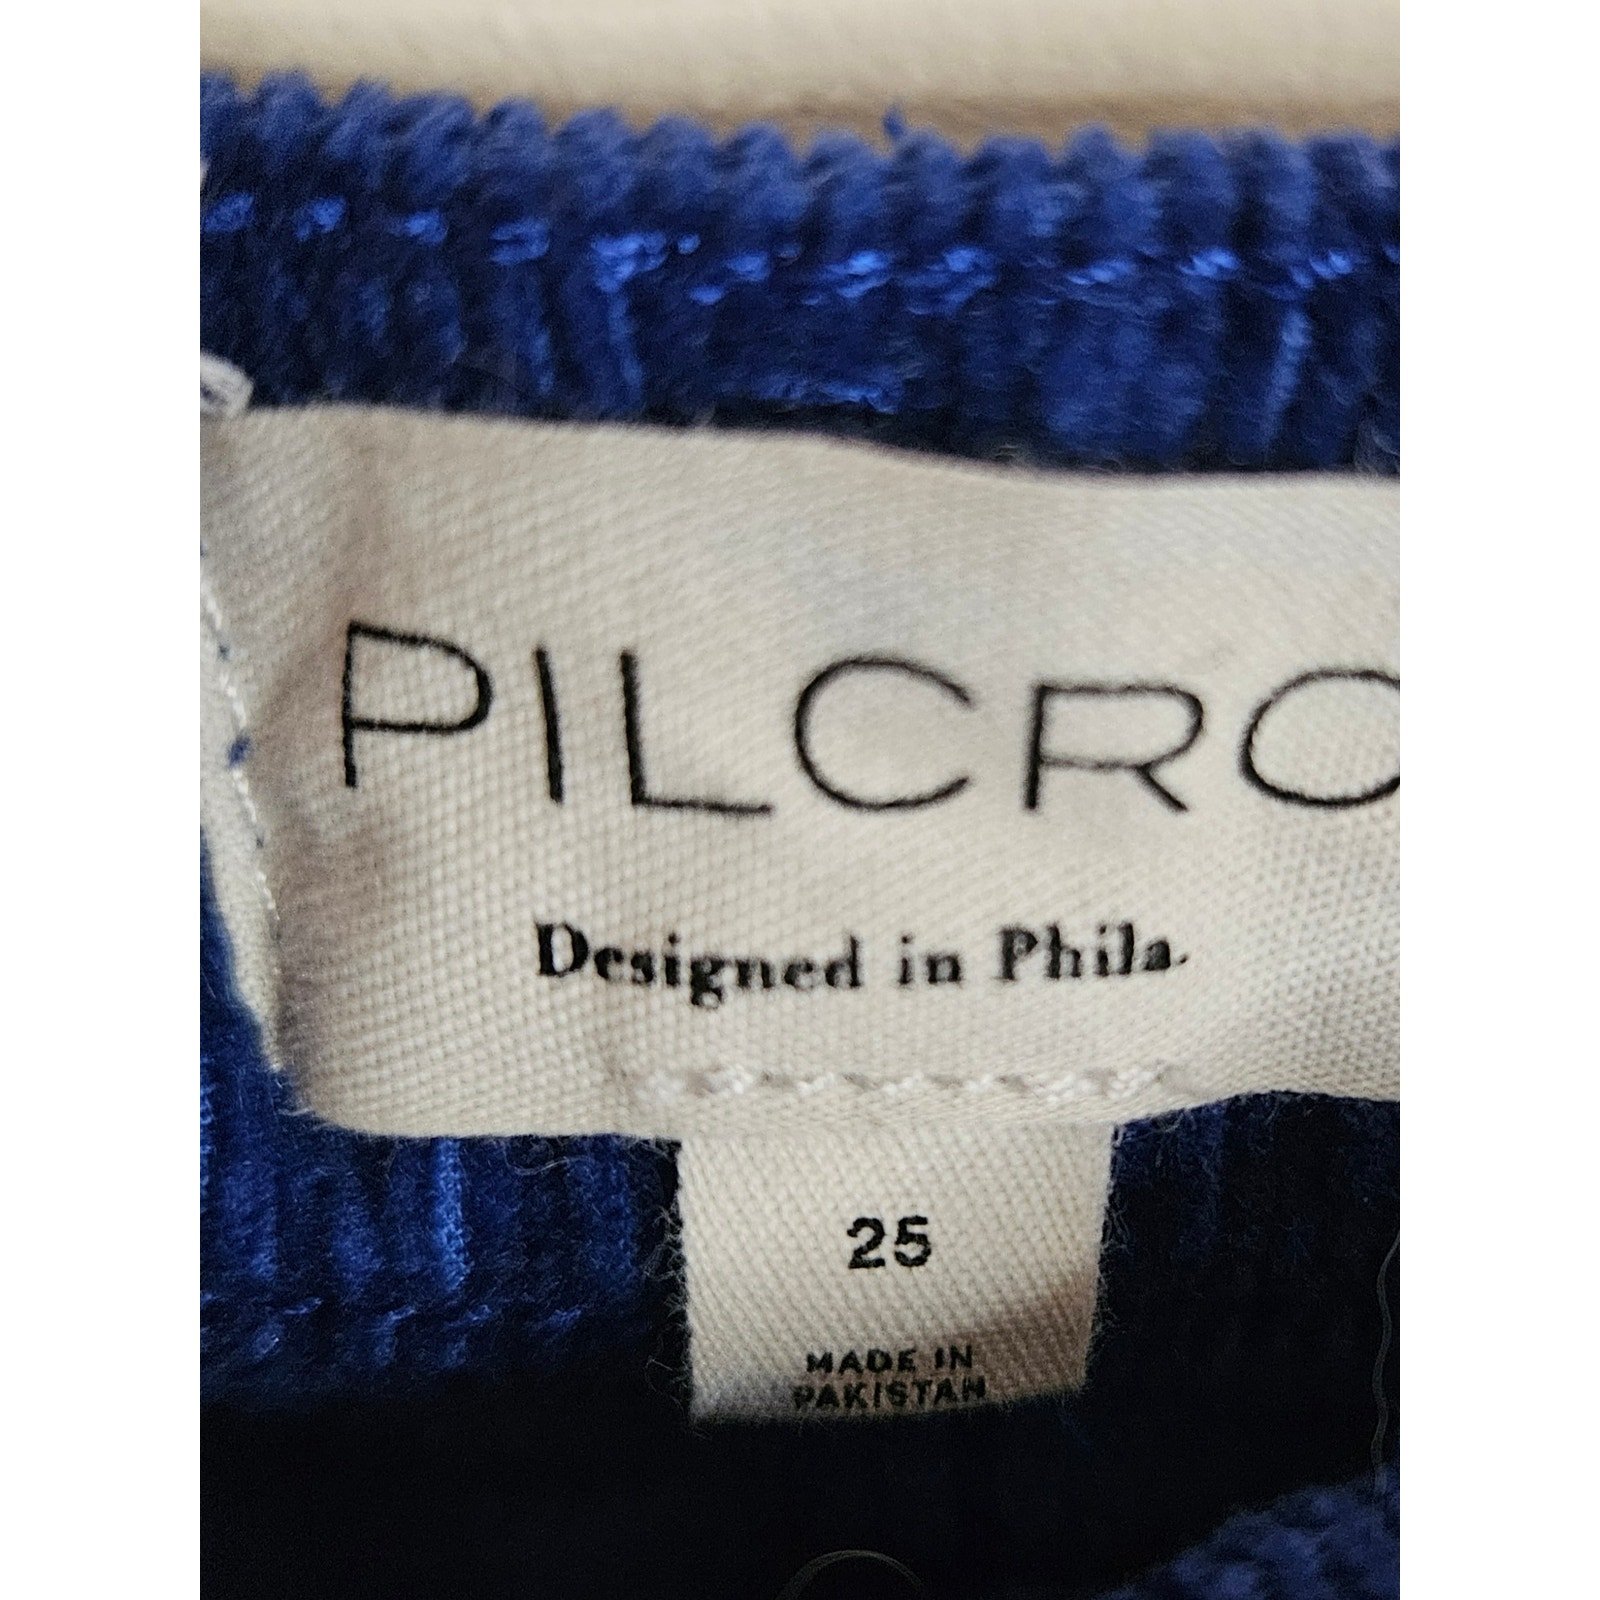 PILCRO
Designed in Phila.
25
MADE IN
PAKISTAN